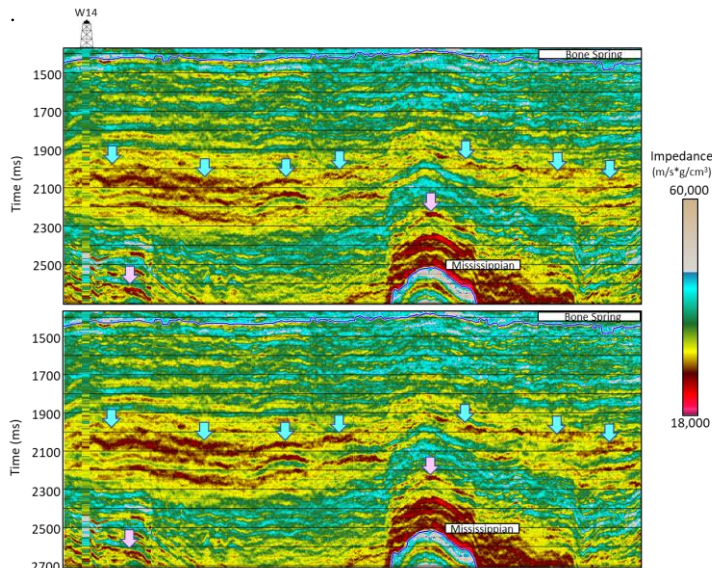 W14
Bone Spring
1500
1700
1900
2100
2300
2500
Time (ms)
Mississippian
Impedance
(m/s*g/cm³)
60,000
18,000
Bone Spring
1500
1700
1900
2100
2300
2500
2700
Time (ms)
Mississippian